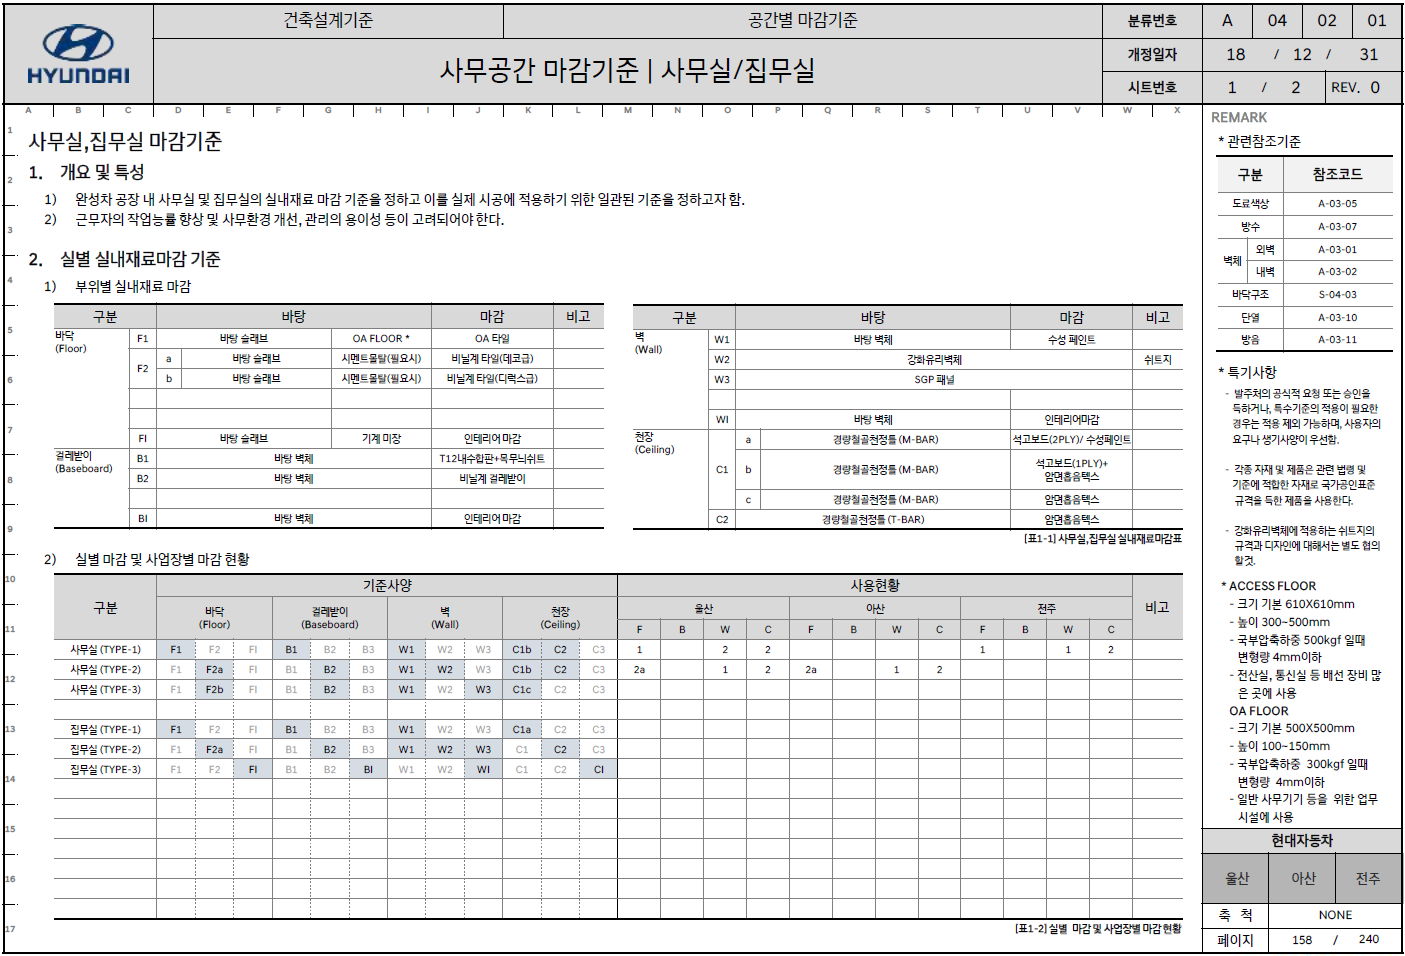 HYUNDAI
건축설계기준
공간별 마감기준
분류번호 A 04 02 01
사무공간 마감기준 | 사무실/집무실
개정일자 18 / 12 / 31
시트번호 1 / 2 REV. 0
A B C D E F G H I J K L M N O P Q R S T U V W X
1
2
3
4
5
6
7
8
9
10
11
12
13
14
15
16
17
사무실,집무실 마감기준
1. 개요 및 특성
1) 완성차 공장 내 사무실 및 집무실의 실내재료 마감 기준을 정하고 이를 실제 시공에 적용하기 위한 일관된 기준을 정하고자 함.
2) 근무자의 작업능률 향상 및 사무환경 개선, 관리의 용이성 등이 고려되어야 한다.
2. 실별 실내재료마감 기준
1) 부위별 실내재료 마감
구분 바탕 마감 비고
바닥
(Floor)
F1 바탕 슬래브 OA FLOOR * OA 타일
F2 a 바탕 슬래브 시멘트몰탈(필요시) 비닐계 타일(데코급)
b 바탕 슬래브 시멘트몰탈(필요시) 비닐계 타일(디럭스급)
FI 바탕 슬래브 기계 미장 인테리어 마감
걸레받이
(Baseboard)
B1 바탕 벽체 T12내수합판+목무늬쉬트
B2 바탕 벽체 비닐계 걸레받이
BI 바탕 벽체 인테리어 마감
구분 바탕 마감 비고
벽
(Wall)
W1 바탕 벽체 수성 페인트
W2 강화유리벽체 쉬트지
W3 SGP 패널
WI 바탕 벽체 인테리어마감
천장
(Ceiling)
C1 a 경량철골천정틀 (M-BAR) 석고보드(2PLY)/ 수성페인트
b 경량철골천정틀 (M-BAR) 석고보드(1PLY)+
암면흡음텍스
c 경량철골천정틀 (M-BAR) 암면흡음텍스
C2 경량철골천정틀 (T-BAR) 암면흡음텍스
[표1-1] 사무실,집무실 실내재료마감표
2) 실별 마감 및 사업장별 마감 현황
구분 기준사양 사용현황 비고
바닥
(Floor)
걸레받이
(Baseboard)
벽
(Wall)
천장
(Ceiling)
울산 아산 전주
F B W C F B W C F B W C
사무실 (TYPE-1) F1 F2 FI B1 B2 B3 W1 W2 W3 C1b C2 C3 1 2 2 1 1 2
사무실 (TYPE-2) F1 F2a FI B1 B2 B3 W1 W2 W3 C1b C2 C3 2a 1 2 2a 1 2
사무실 (TYPE-3) F1 F2b FI B1 B2 B3 W1 W2 W3 C1c C2 C3
집무실 (TYPE-1) F1 F2 FI B1 B2 B3 W1 W2 W3 C1a C2 C3
집무실 (TYPE-2) F1 F2a FI B1 B2 B3 W1 W2 W3 C1 C2 C3
집무실 (TYPE-3) F1 F2 FI B1 B2 BI W1 W2 WI C1 C2 CI
[표1-2] 실별 마감 및 사업장별 마감 현황
REMARK
* 관련참조기준
구분 참조코드
도료색상 A-03-05
방수 A-03-07
벽체 외벽 A-03-01
내벽 A-03-02
바닥구조 S-04-03
단열 A-03-10
방음 A-03-11
* 특기사항
- 발주처의 공식적 요청 또는 승인을
득하거나, 특수기준의 적용이 필요한
경우는 적용 제외 가능하며, 사용자의
요구나 생기사양이 우선함.
- 각종 자재 및 제품은 관련 법령 및
기준에 적합한 자재로 국가공인표준
규격을 득한 제품을 사용한다.
- 강화유리벽체에 적용하는 쉬트지의
규격과 디자인에 대해서는 별도 협의
할것.
* ACCESS FLOOR
- 크기 기본 610X610mm
- 높이 300~500mm
- 국부압축하중 500kgf 일때
변형량 4mm이하
- 전산실, 통신실 등 배선 장비 많
은 곳에 사용
OA FLOOR
- 크기 기본 500X500mm
- 높이 100~150mm
- 국부압축하중 300kgf 일때
변형량 4mm이하
- 일반 사무기기 등을 위한 업무
시설에 사용
현대자동차
울산 아산 전주
축 척 NONE
페이지 158 / 240